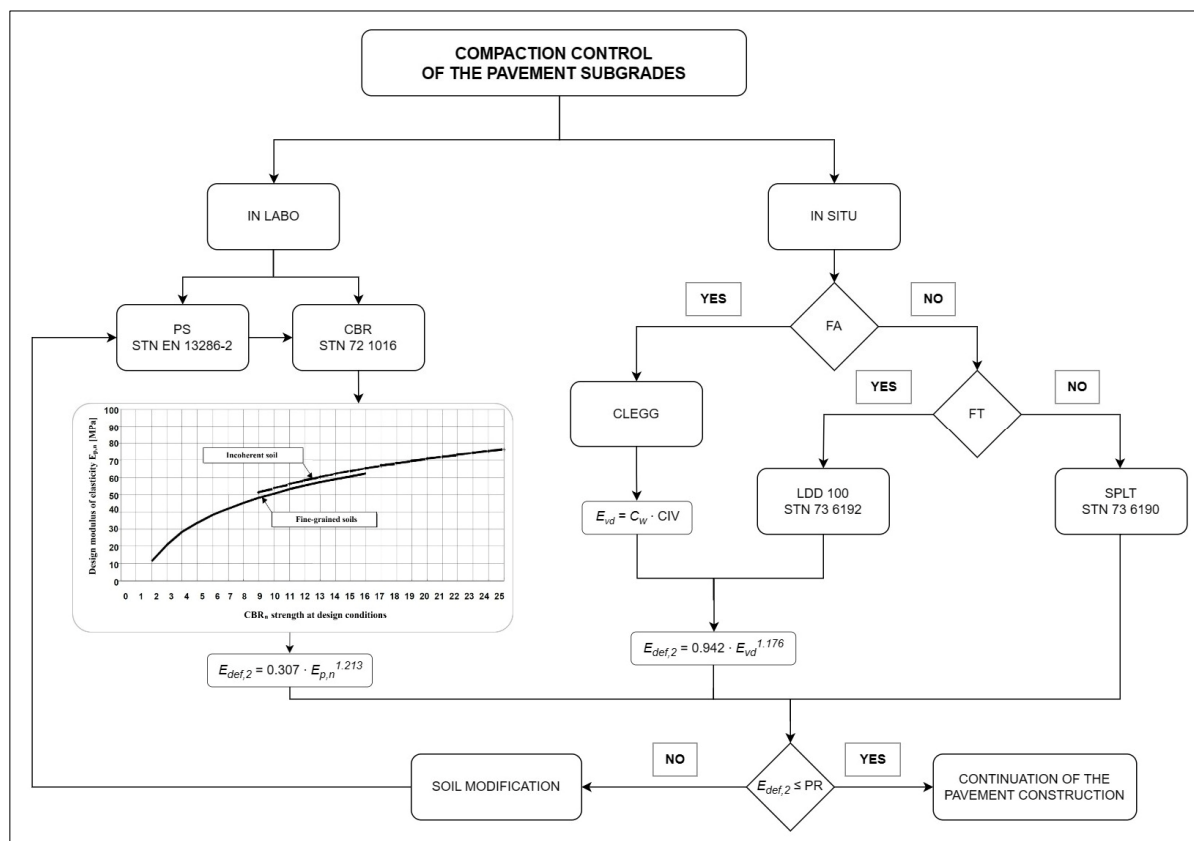 COMPACTION CONTROL
OF THE PAVEMENT SUBGRADES
IN LABO
IN SITU
PS
STN EN 13286-2
CBR
STN 72 1016
YES
FA
NO
CLEGG
YES
FT
NO
LDD 100
STN 73 6192
SPLT
STN 73 6190
Design modulus of elasticity Ep,n [MPa]
100
90
80
70
60
50
40
30
20
10
0
Incoherent soil
Fine-grained soils
0 1 2 3 4 5 6 7 8 9 10 11 12 13 14 15 16 17 18 19 20 21 22 23 24 25
CBRn strength at design conditions
Evd = CW · CIV
Edef,2 = 0.307 · Ep,n^1.213
Edef,2 = 0.942 · Evd^1.176
SOIL MODIFICATION
NO
Edef,2 ≤ PR
YES
CONTINUATION OF THE
PAVEMENT CONSTRUCTION